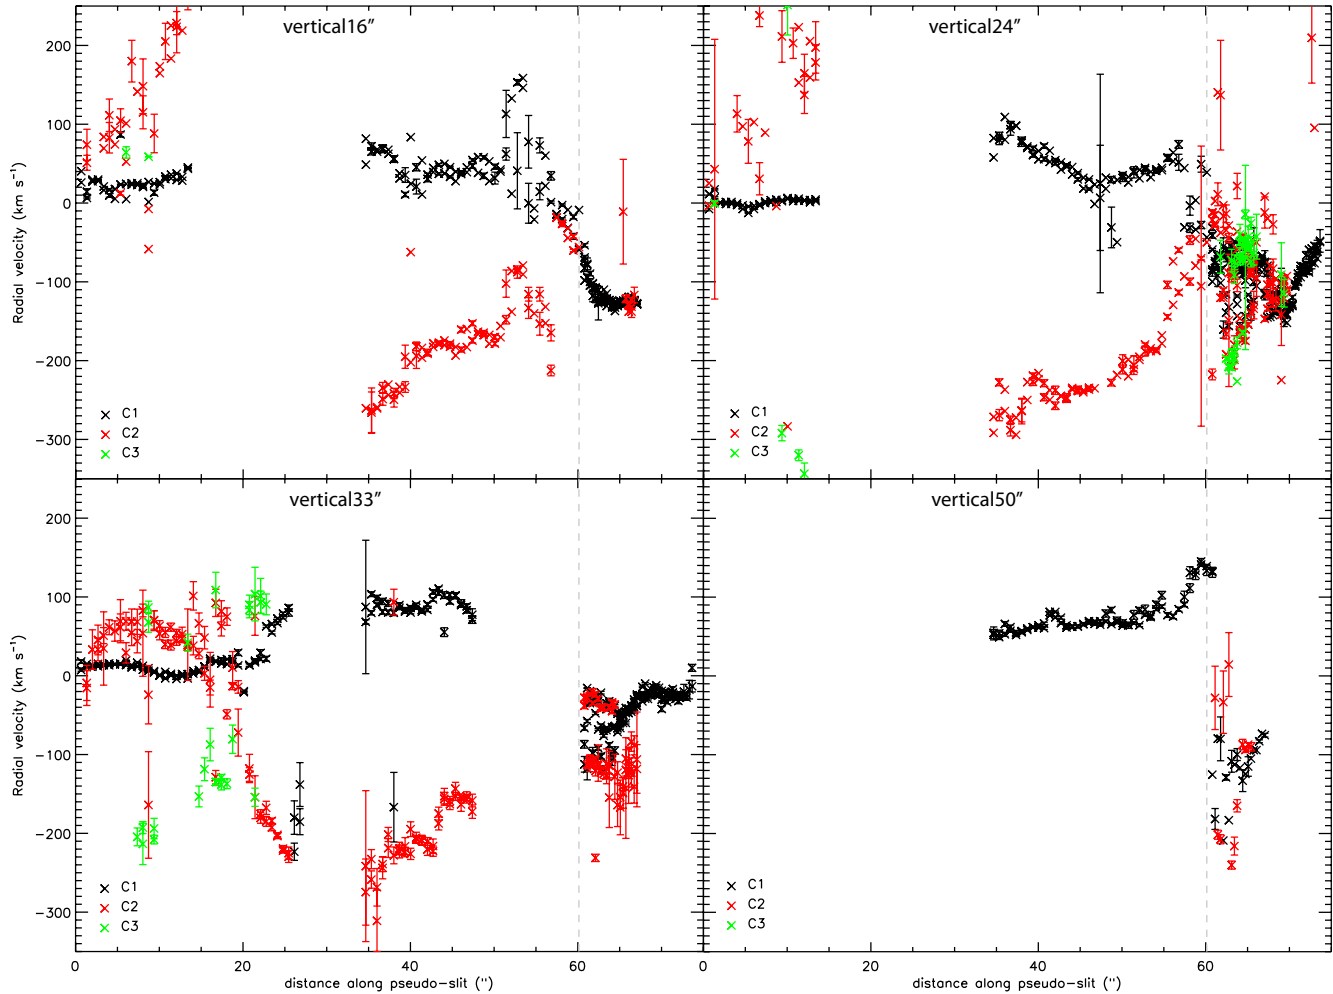 vertical16″
vertical24″
200
100
0
−100
−200
−300
Radial velocity (km s⁻¹)
C1
C2
C3
C1
C2
C3
vertical33″
vertical50″
200
100
0
−100
−200
−300
Radial velocity (km s⁻¹)
C1
C2
C3
C1
C2
C3
0 20 40 60 0 20 40 60
distance along pseudo−slit (″) distance along pseudo−slit (″)